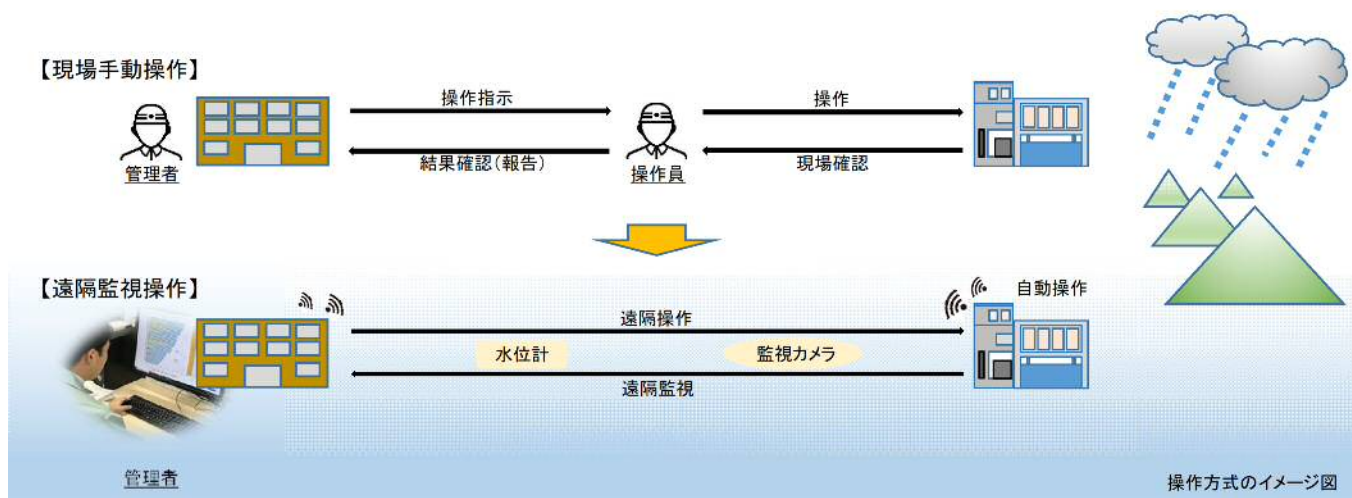 【現場手動操作】
操作指示
操作
管理者
結果確認(報告)
操作員
現場確認
【遠隔監視操作】
自動操作
遠隔操作
水位計
監視カメラ
遠隔監視
管理者
操作方式のイメージ図